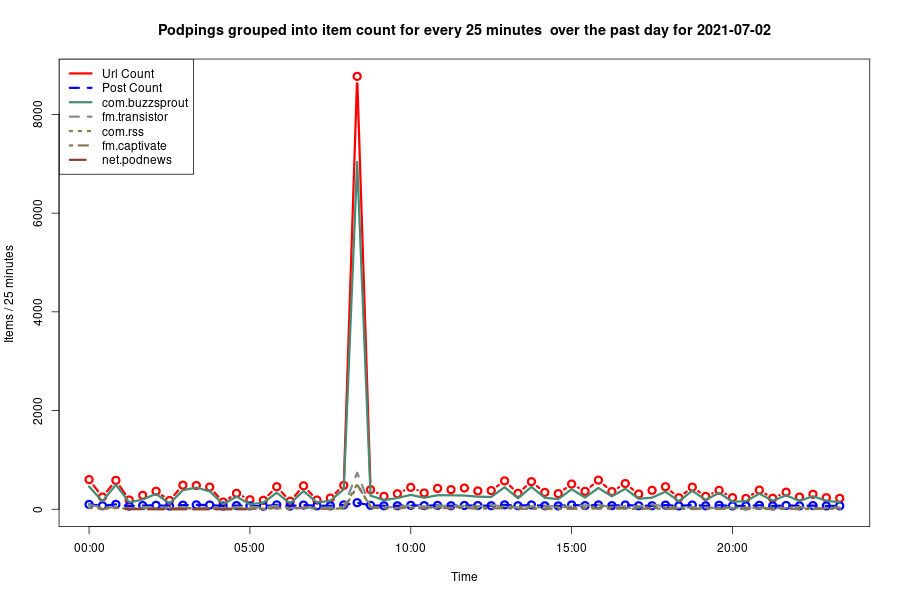 Podpings grouped into item count for every 25 minutes  over the past day for 2021-07-02
Url Count
Post Count
com.buzzsprout
fm.transistor
com.rss
fm.captivate
net.podnews
8000
6000
4000
2000
0
Items / 25 minutes
00:00 05:00 10:00 15:00 20:00
Time